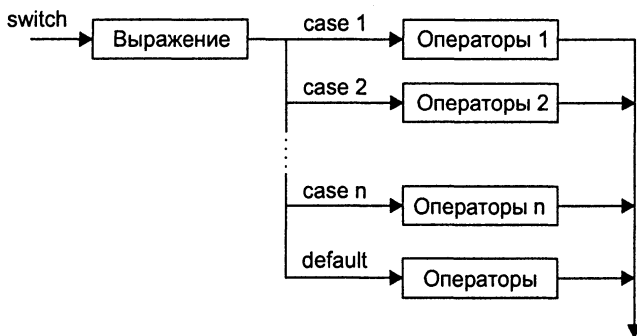 switch
Выражение
case 1
Операторы 1
case 2
Операторы 2
case n
Операторы n
default
Операторы